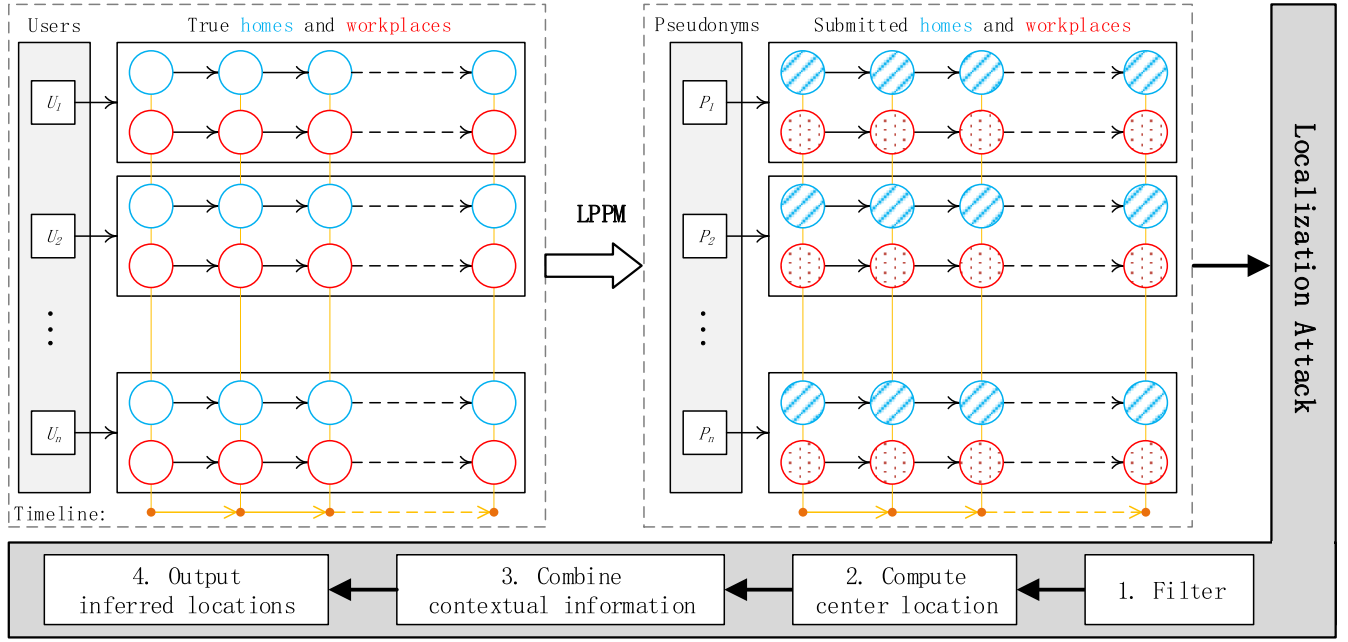 Users
True homes and workplaces
U1
U2
Un
Timeline:
LPPM
Pseudonyms
Submitted homes and workplaces
P1
P2
Pn
Localization Attack
1. Filter
2. Compute
center location
3. Combine
contextual information
4. Output
inferred locations